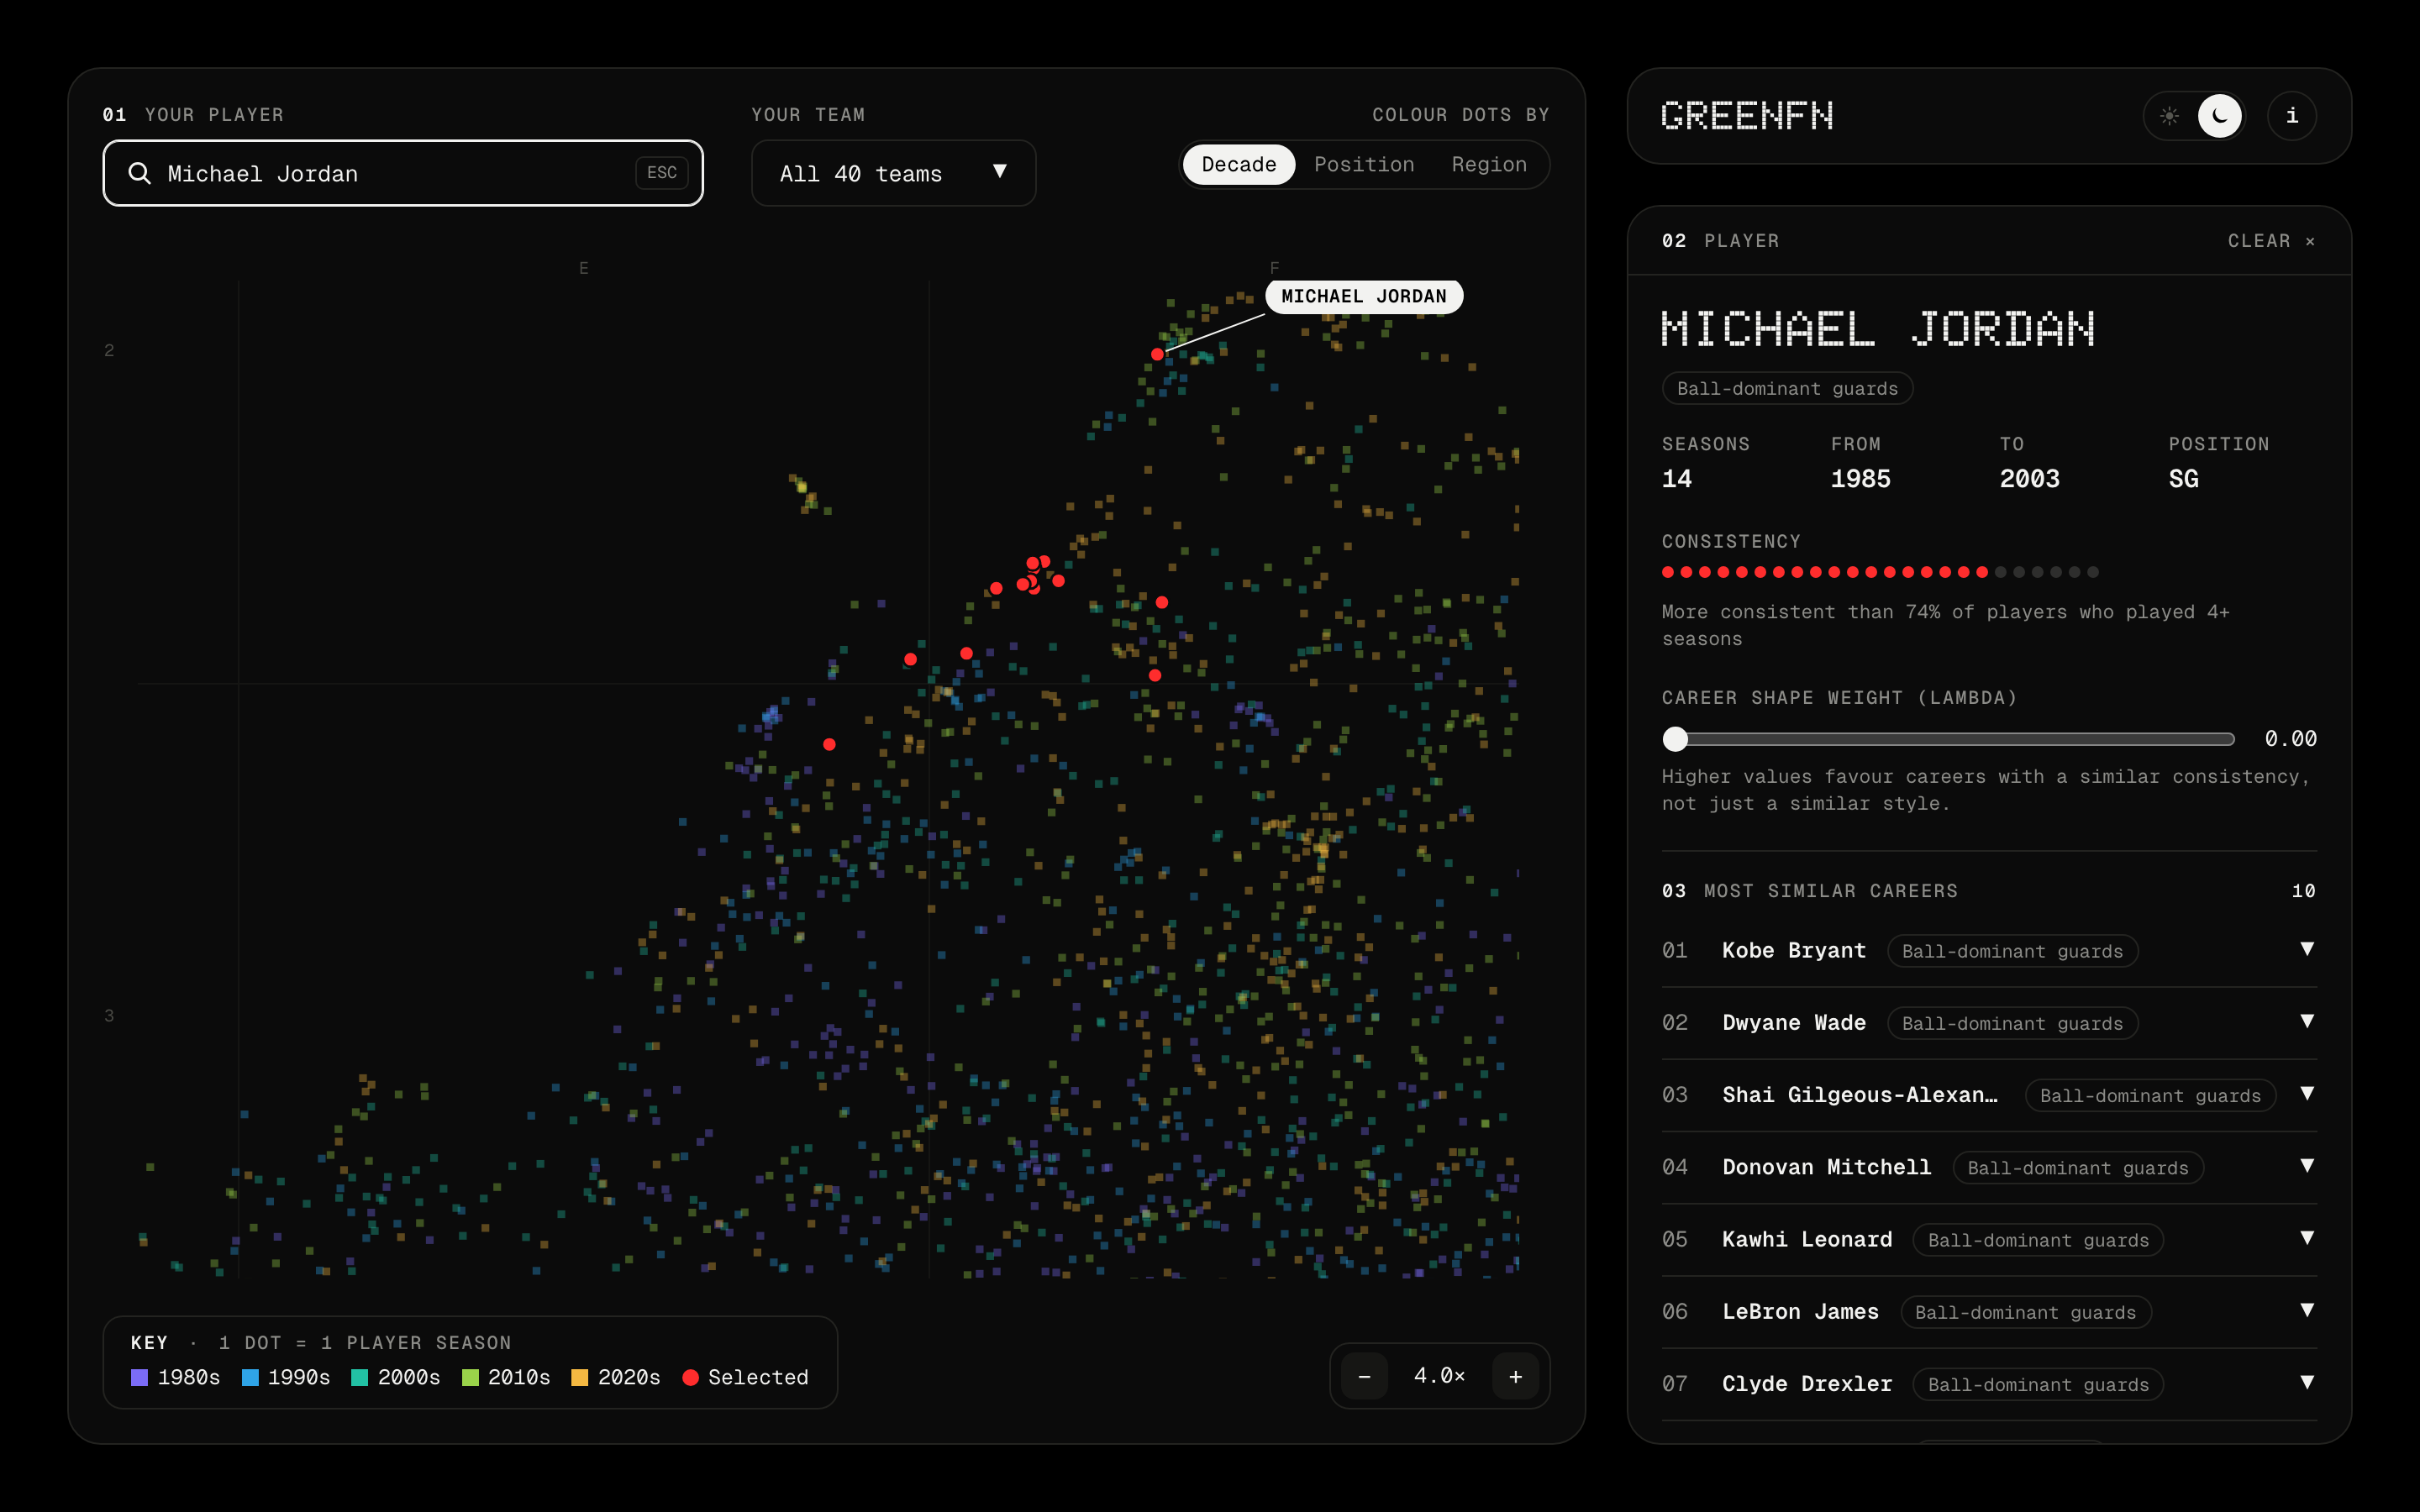 01 YOUR PLAYER
Michael Jordan ESC
YOUR TEAM
All 40 teams ▼
COLOUR DOTS BY
Decade Position Region
E F
2
3
MICHAEL JORDAN
KEY · 1 DOT = 1 PLAYER SEASON
1980s 1990s 2000s 2010s 2020s Selected
− 4.0× +
GREENFN
i
02 PLAYER CLEAR ×
MICHAEL JORDAN
Ball-dominant guards
SEASONS FROM TO POSITION
14 1985 2003 SG
CONSISTENCY
More consistent than 74% of players who played 4+
seasons
CAREER SHAPE WEIGHT (LAMBDA)
0.00
Higher values favour careers with a similar consistency,
not just a similar style.
03 MOST SIMILAR CAREERS 10
01 Kobe Bryant Ball-dominant guards ▼
02 Dwyane Wade Ball-dominant guards ▼
03 Shai Gilgeous-Alexan… Ball-dominant guards ▼
04 Donovan Mitchell Ball-dominant guards ▼
05 Kawhi Leonard Ball-dominant guards ▼
06 LeBron James Ball-dominant guards ▼
07 Clyde Drexler Ball-dominant guards ▼